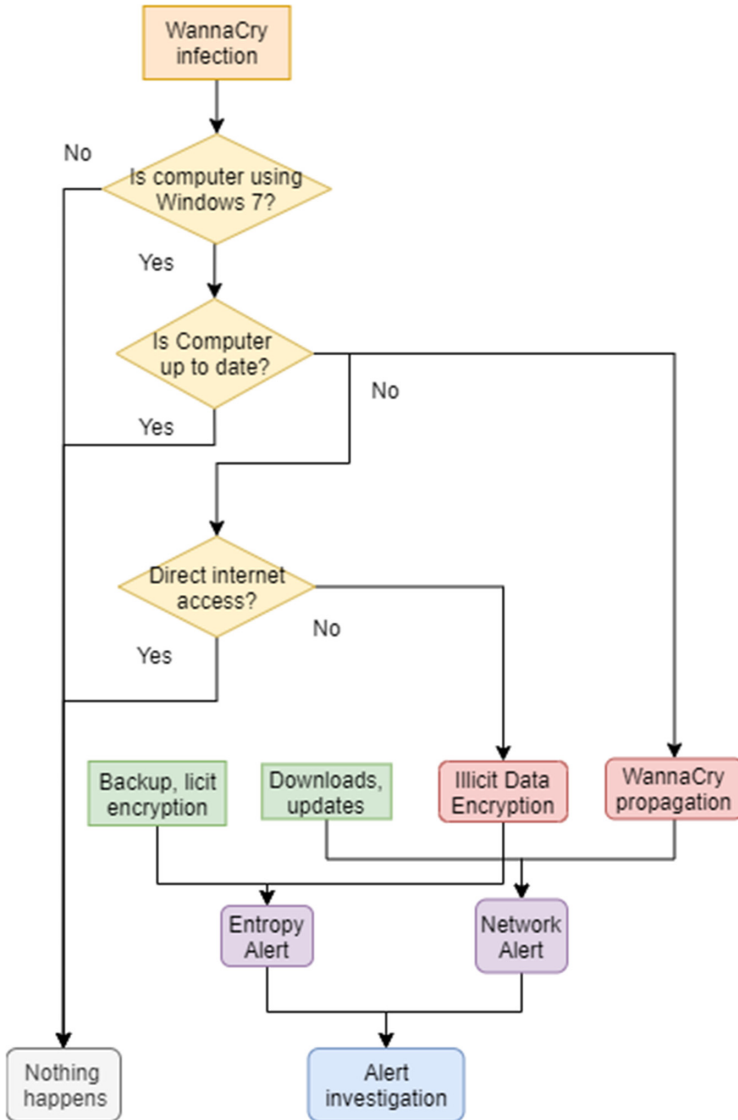 WannaCry
infection
No
Is computer using
Windows 7?
Yes
Is Computer
up to date?
No
Yes
Direct internet
access?
No
Yes
Backup, licit
encryption
Downloads,
updates
Illicit Data
Encryption
WannaCry
propagation
Entropy
Alert
Network
Alert
Nothing
happens
Alert
investigation